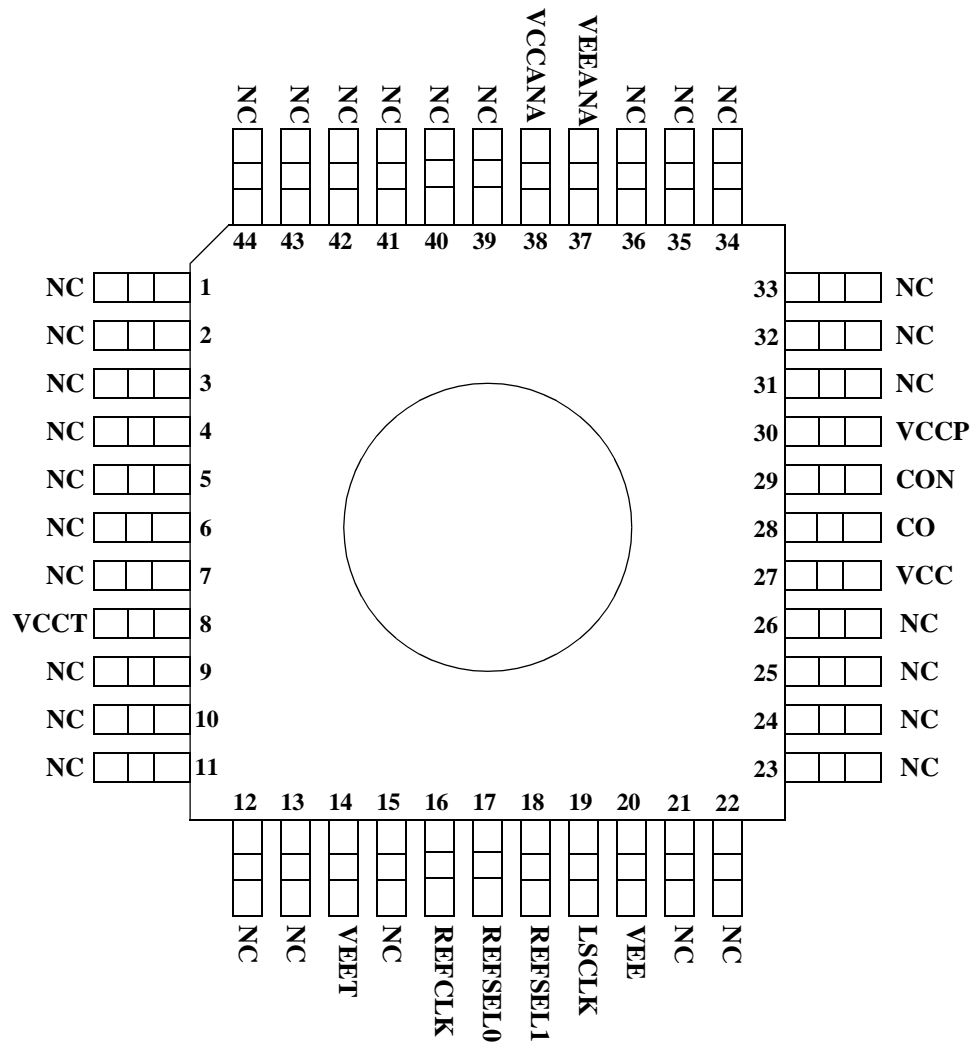 NC NC NC NC NC NC VCCANA VEEANA NC NC NC
44 43 42 41 40 39 38 37 36 35 34
NC 1 33 NC
NC 2 32 NC
NC 3 31 NC
NC 4 30 VCCP
NC 5 29 CON
NC 6 28 CO
NC 7 27 VCC
VCCT 8 26 NC
NC 9 25 NC
NC 10 24 NC
NC 11 23 NC
12 13 14 15 16 17 18 19 20 21 22
NC NC VEET NC REFCLK REFSEL0 REFSEL1 LSCLK VEE NC NC